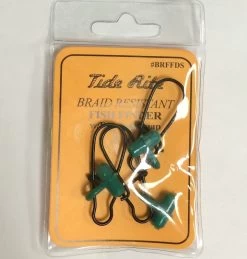 #BRFFDS
Tide Rite
BRAID RESISTANT
FISH FINDER